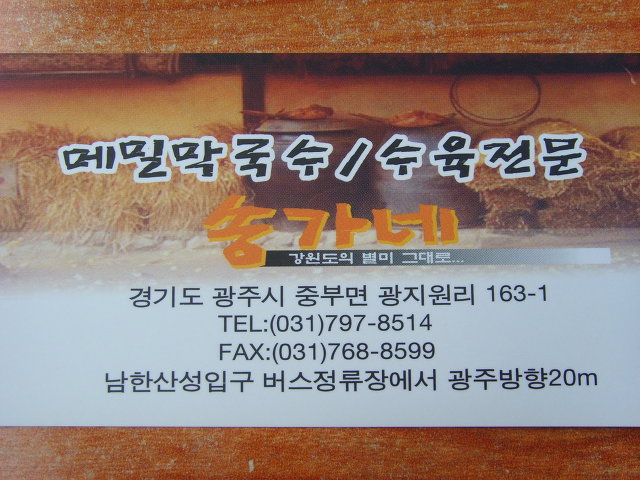 메밀막국수/수육전문
송가네
강원도의 별미 그대로...
경기도 광주시 중부면 광지원리 163-1
TEL:(031)797-8514
FAX:(031)768-8599
남한산성입구 버스정류장에서 광주방향20m